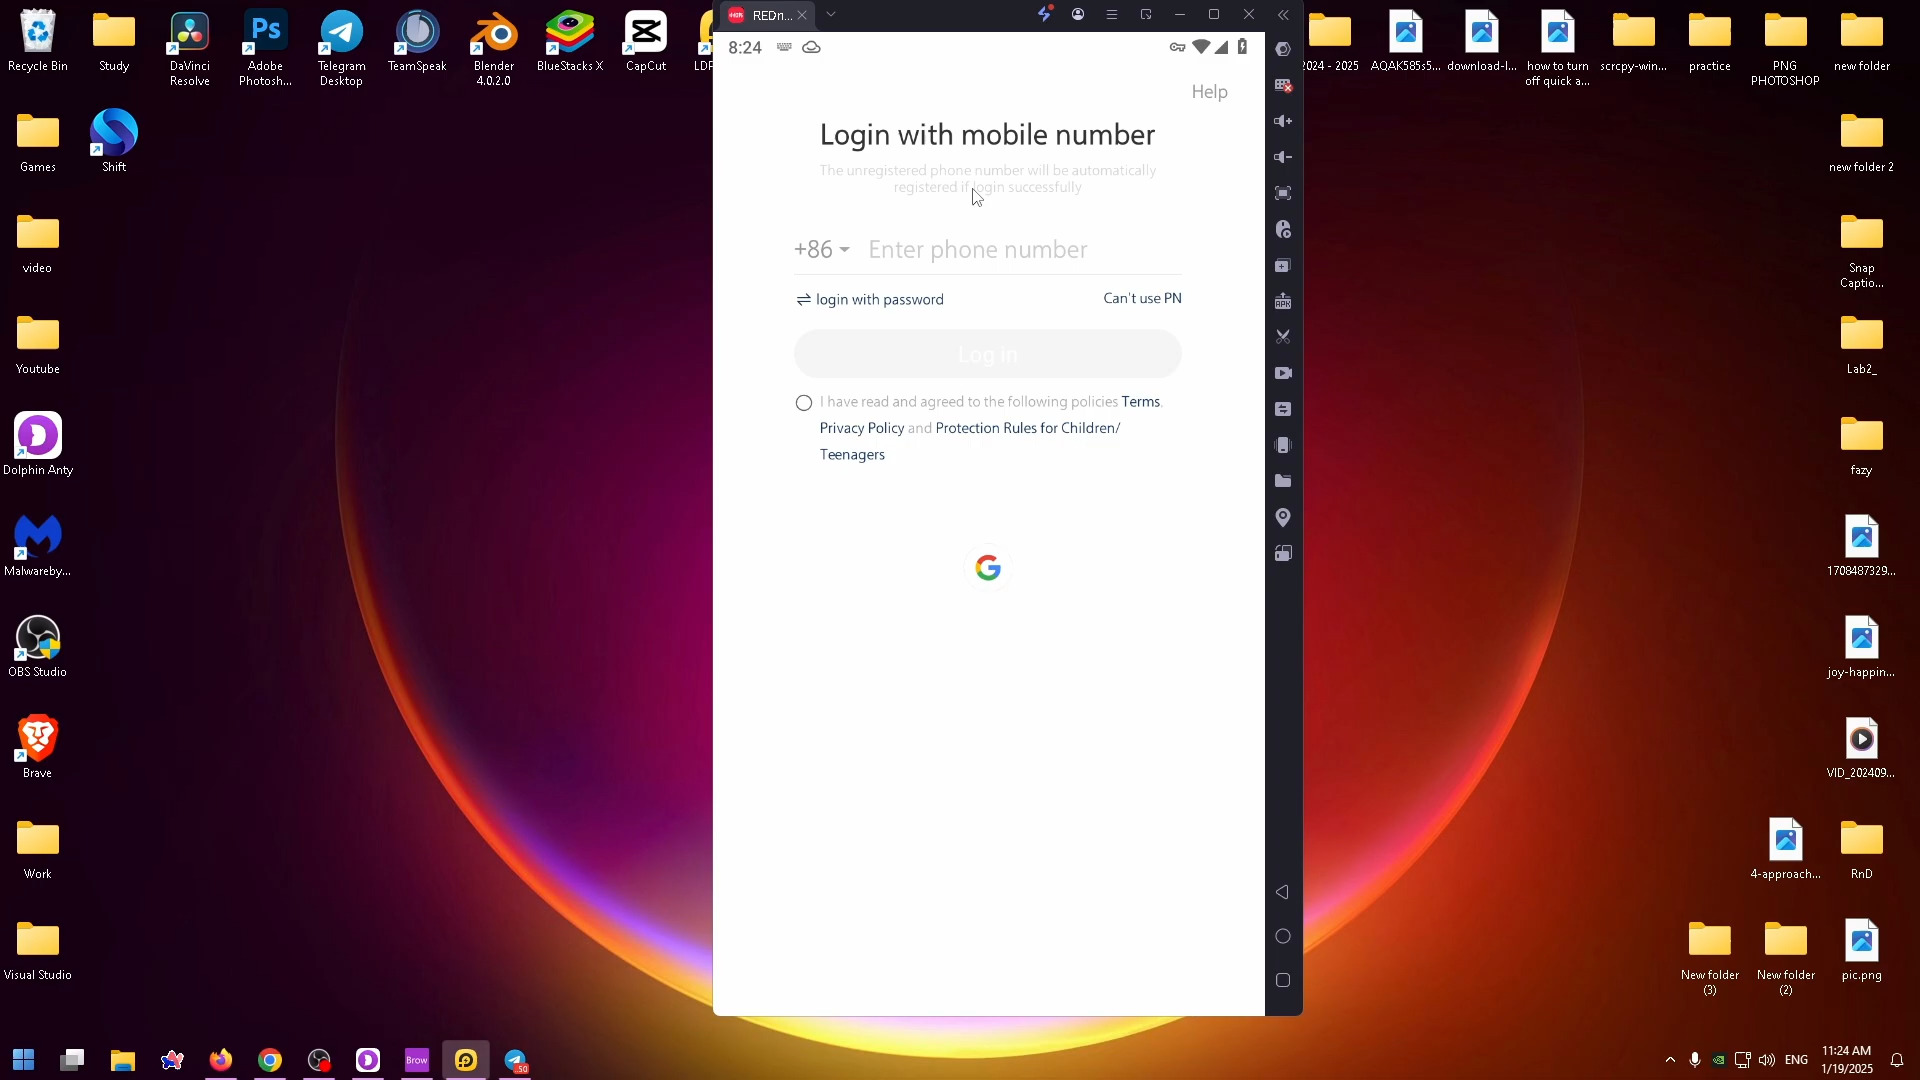 Recycle Bin
Study
DaVinci
Resolve
Adobe
Photosh...
Telegram
Desktop
TeamSpeak
Blender
4.0.2.0
BlueStacks X
CapCut
Games
Shift
video
Youtube
Dolphin Anty
Malwareby...
OBS Studio
Brave
Work
Visual Studio
REDn...
8:24
Help
Login with mobile number
The unregistered phone number will be automatically
registered if login successfully
+86
Enter phone number
login with password
Can't use PN
Log in
I have read and agreed to the following policies Terms.
Privacy Policy and Protection Rules for Children/
Teenagers
2024 - 2025
AQAK585s5...
download-l...
how to turn
off quick a...
scrcpy-win...
practice
PNG
PHOTOSHOP
new folder
new folder 2
Snap
Captio...
Lab2_
fazy
1708487329...
joy-happin...
VID_202409...
4-approach...
RnD
New folder
(3)
New folder
(2)
pic.png
Brow
50
ENG
11:24 AM
1/19/2025